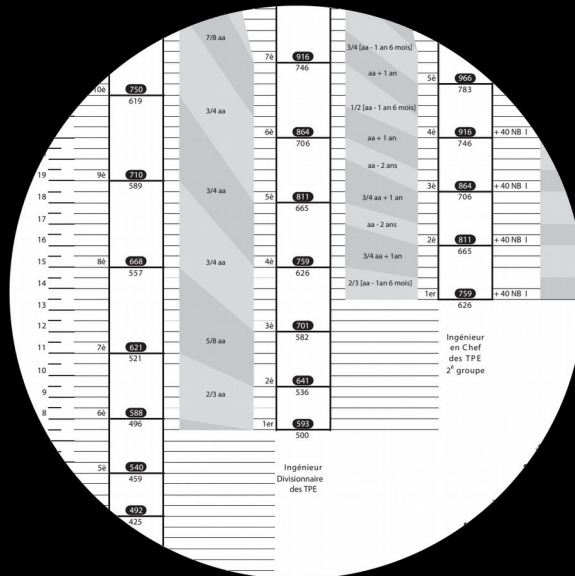 7/8 aa
7è 916
746
3/4 [aa - 1 an 6 mois]
aa + 1 an
5è 966
783
10è 750
619
1/2 [aa - 1 an 6 mois]
3/4 aa
6è 864
706
aa + 1 an
4è 916 + 40 NB I
746
aa - 2 ans
19 9è 710
589
3/4 aa
18
5è 811
665
3/4 aa + 1 an
3è 864 + 40 NB I
706
17
aa - 2 ans
16
2è 811 + 40 NB I
665
15 8è 668
557
3/4 aa
4è 759
626
3/4 aa + 1an
14
2/3 [aa - 1an 6 mois]
13
1er 759 + 40 NB I
626
12
3è 701
582
11 7è 621
521
5/8 aa
Ingénieur
en Chef
des TPE
2è groupe
10
9
2/3 aa
2è 641
536
8 6è 588
496
1er 593
500
5è 540
459
Ingénieur
Divisionnaire
des TPE
492
425